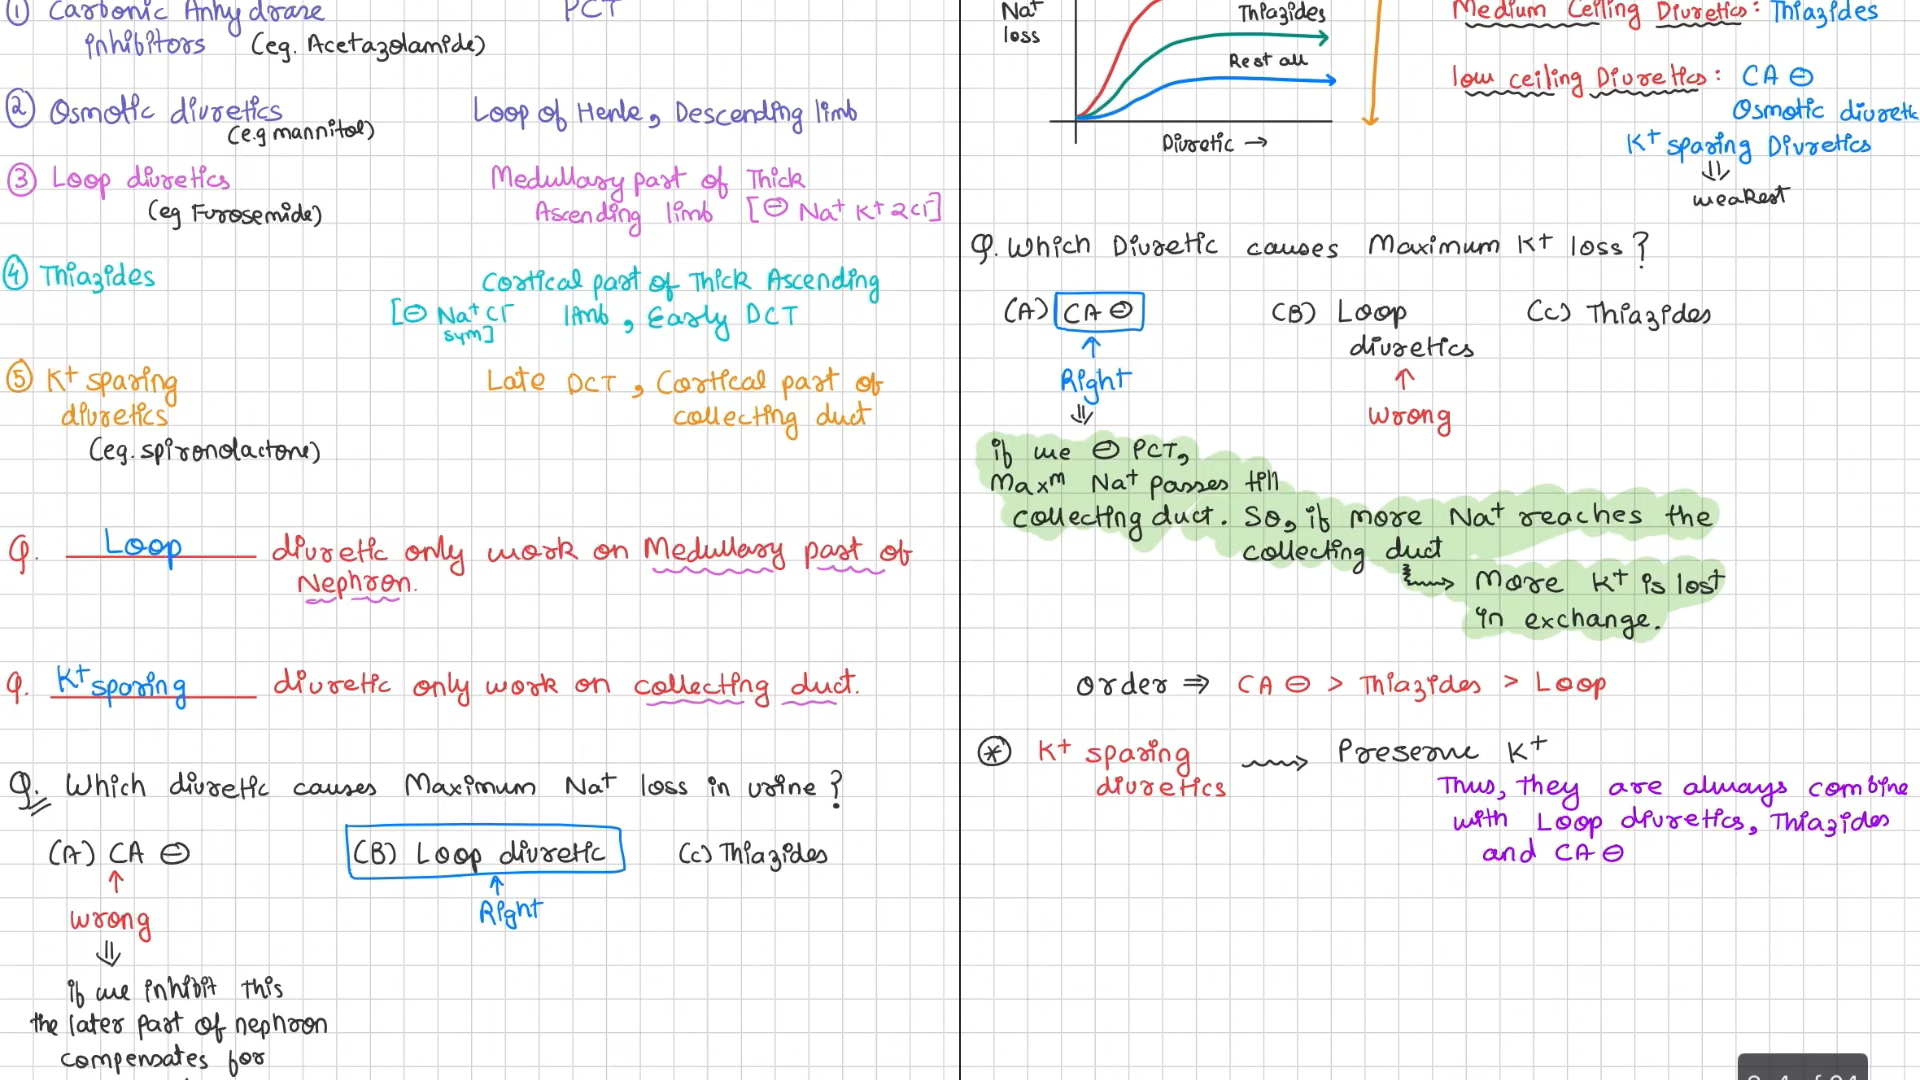 ① Carbonic Anhydrase PCT
inhibitors (eg. Acetazolamide)
② Osmotic diuretics Loop of Henle, Descending limb
(e.g mannitol)
③ Loop diuretics Medullary part of Thick
(eg Furosemide) Ascending limb [⊖ Na+ K+ 2Cl-]
④ Thiazides Cortical part of Thick Ascending
[⊖ Na+ Cl- limb, Early DCT
sym]
⑤ K+ sparing Late DCT, Cortical part of
diuretics collecting duct
(eg. spironolactone)
Q. Loop diuretic only work on Medullary part of
Nephron.
Q. K+ sparing diuretic only work on collecting duct.
Q. Which diuretic causes Maximum Na+ loss in urine?
(A) CA ⊖ (B) Loop diuretic (C) Thiazides
↑ ↑
wrong Right
⇓
if we inhibit this
the later part of nephron
compensates for
Na+
loss
Thiazides
Rest all
Diuretic →
Medium Ceiling Diuretics: Thiazides
low ceiling Diuretics: CA ⊖
Osmotic diuretic
K+ sparing Diuretics
⇓
weakest
Q. Which Diuretic causes Maximum K+ loss?
(A) CA ⊖ (B) Loop (C) Thiazides
diuretics
↑ ↑
Right wrong
⇓
if we ⊖ PCT,
Maxm Na+ passes till
collecting duct. So, if more Na+ reaches the
collecting duct
→ More K+ is lost
in exchange.
order ⇒ CA ⊖ > Thiazides > Loop
* K+ sparing → Preserve K+
diuretics
Thus, they are always combine
with Loop diuretics, Thiazides
and CA ⊖